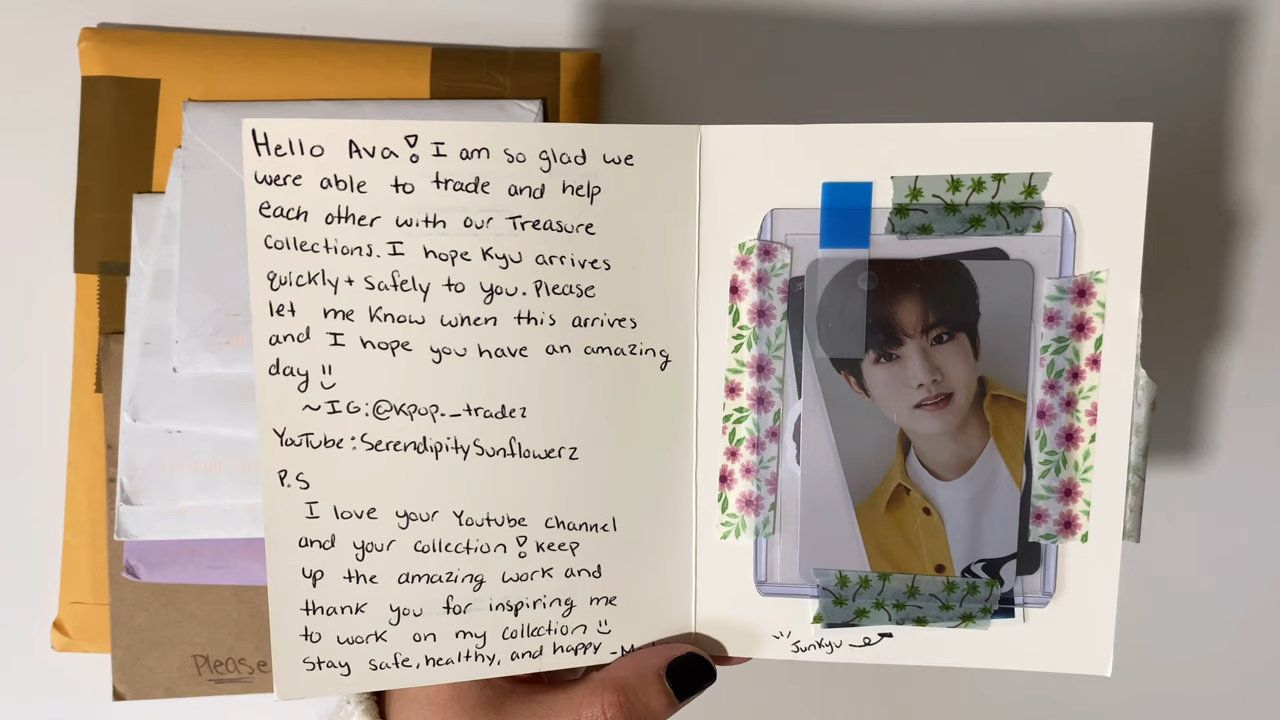 Hello Ava! I am so glad we
were able to trade and help
each other with our Treasure
collections. I hope Kyu arrives
quickly + safely to you. Please
let me know when this arrives
and I hope you have an amazing
day
~IG:@kpop._tradez
YouTube: SerendipitySunflowerz
P.S
I love your Youtube channel
and your collection! keep
up the amazing work and
thank you for inspiring me
to work on my collection
Stay safe, healthy, and happy
Junkyu
Please